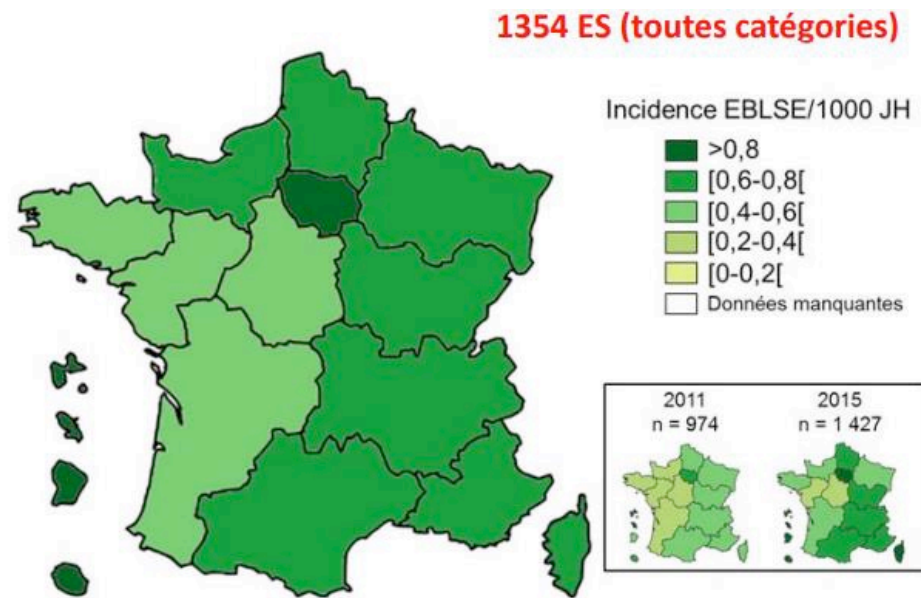 1354 ES (toutes catégories)
Incidence EBLSE/1000 JH
>0,8
[0,6-0,8[
[0,4-0,6[
[0,2-0,4[
[0-0,2[
Données manquantes
2011
n = 974
2015
n = 1 427